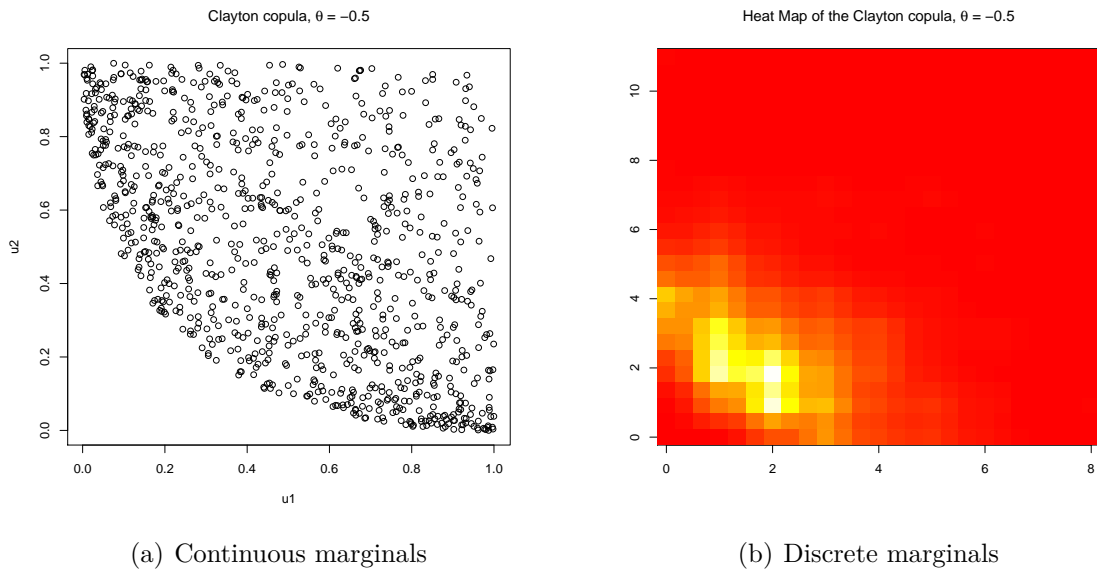 Clayton copula, θ = −0.5
1.0
0.8
0.6
0.4
0.2
0.0
u2
0.0 0.2 0.4 0.6 0.8 1.0
u1
(a) Continuous marginals
Heat Map of the Clayton copula, θ = −0.5
10
8
6
4
2
0
0 2 4 6 8
(b) Discrete marginals